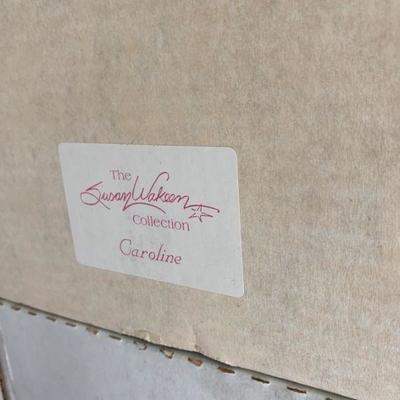 The
Susan Wakeen
Collection
Caroline